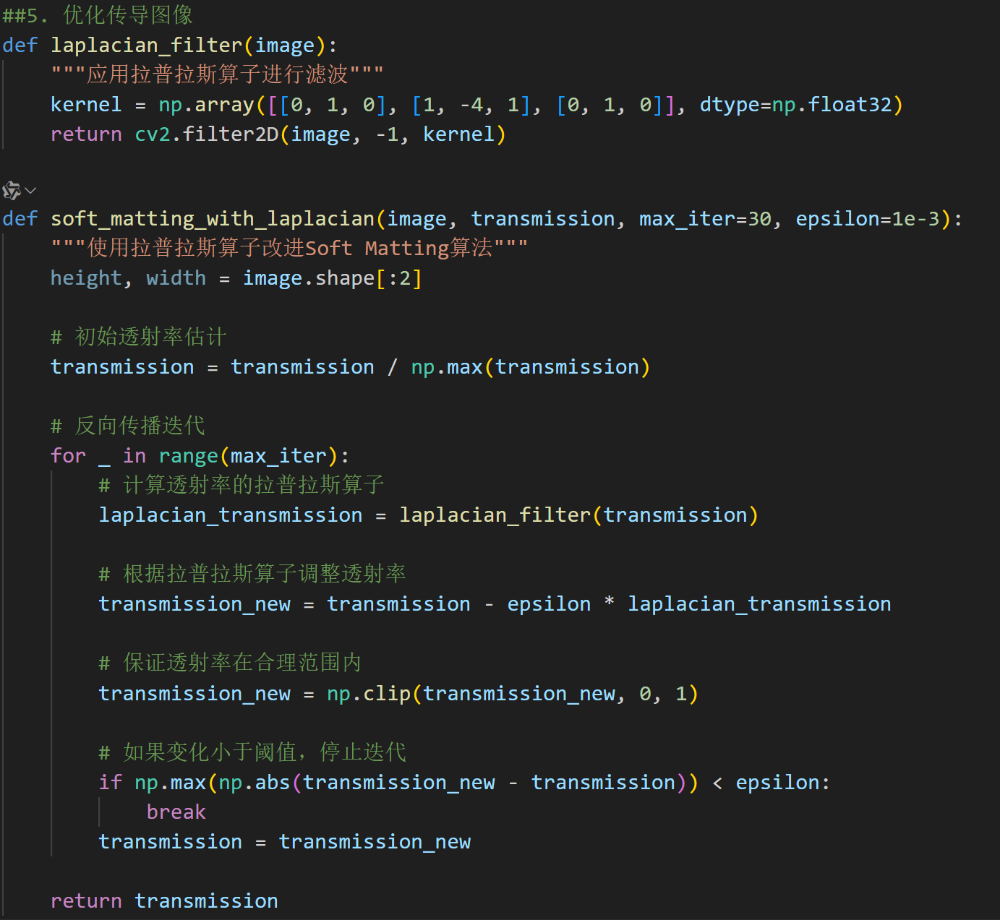 ##5. 优化传导图像
def laplacian_filter(image):
    """应用拉普拉斯算子进行滤波"""
    kernel = np.array([[0, 1, 0], [1, -4, 1], [0, 1, 0]], dtype=np.float32)
    return cv2.filter2D(image, -1, kernel)
def soft_matting_with_laplacian(image, transmission, max_iter=30, epsilon=1e-3):
    """使用拉普拉斯算子改进Soft Matting算法"""
    height, width = image.shape[:2]
    # 初始透射率估计
    transmission = transmission / np.max(transmission)
    # 反向传播迭代
    for _ in range(max_iter):
        # 计算透射率的拉普拉斯算子
        laplacian_transmission = laplacian_filter(transmission)
        # 根据拉普拉斯算子调整透射率
        transmission_new = transmission - epsilon * laplacian_transmission
        # 保证透射率在合理范围内
        transmission_new = np.clip(transmission_new, 0, 1)
        # 如果变化小于阈值，停止迭代
        if np.max(np.abs(transmission_new - transmission)) < epsilon:
            break
        transmission = transmission_new
    return transmission